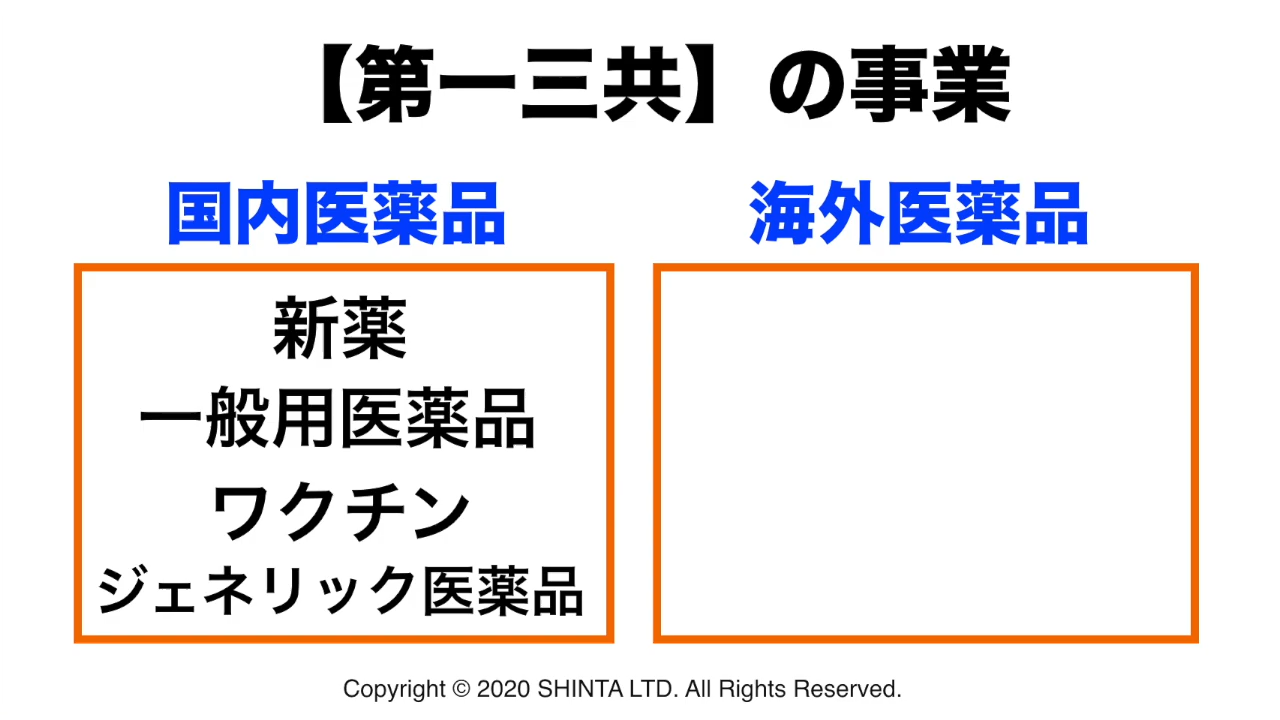 【第一三共】の事業
国内医薬品
新薬
一般用医薬品
ワクチン
ジェネリック医薬品
海外医薬品
Copyright © 2020 SHINTA LTD. All Rights Reserved.